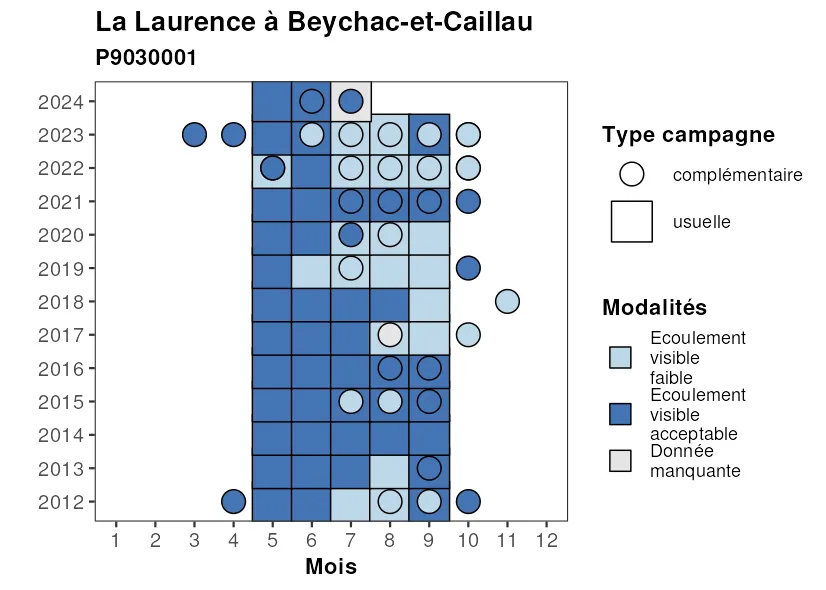 La Laurence à Beychac-et-Caillau
P9030001
2024
2023
2022
2021
2020
2019
2018
2017
2016
2015
2014
2013
2012
1 2 3 4 5 6 7 8 9 10 11 12
Mois
Type campagne
complémentaire
usuelle
Modalités
Ecoulement
visible
faible
Ecoulement
visible
acceptable
Donnée
manquante